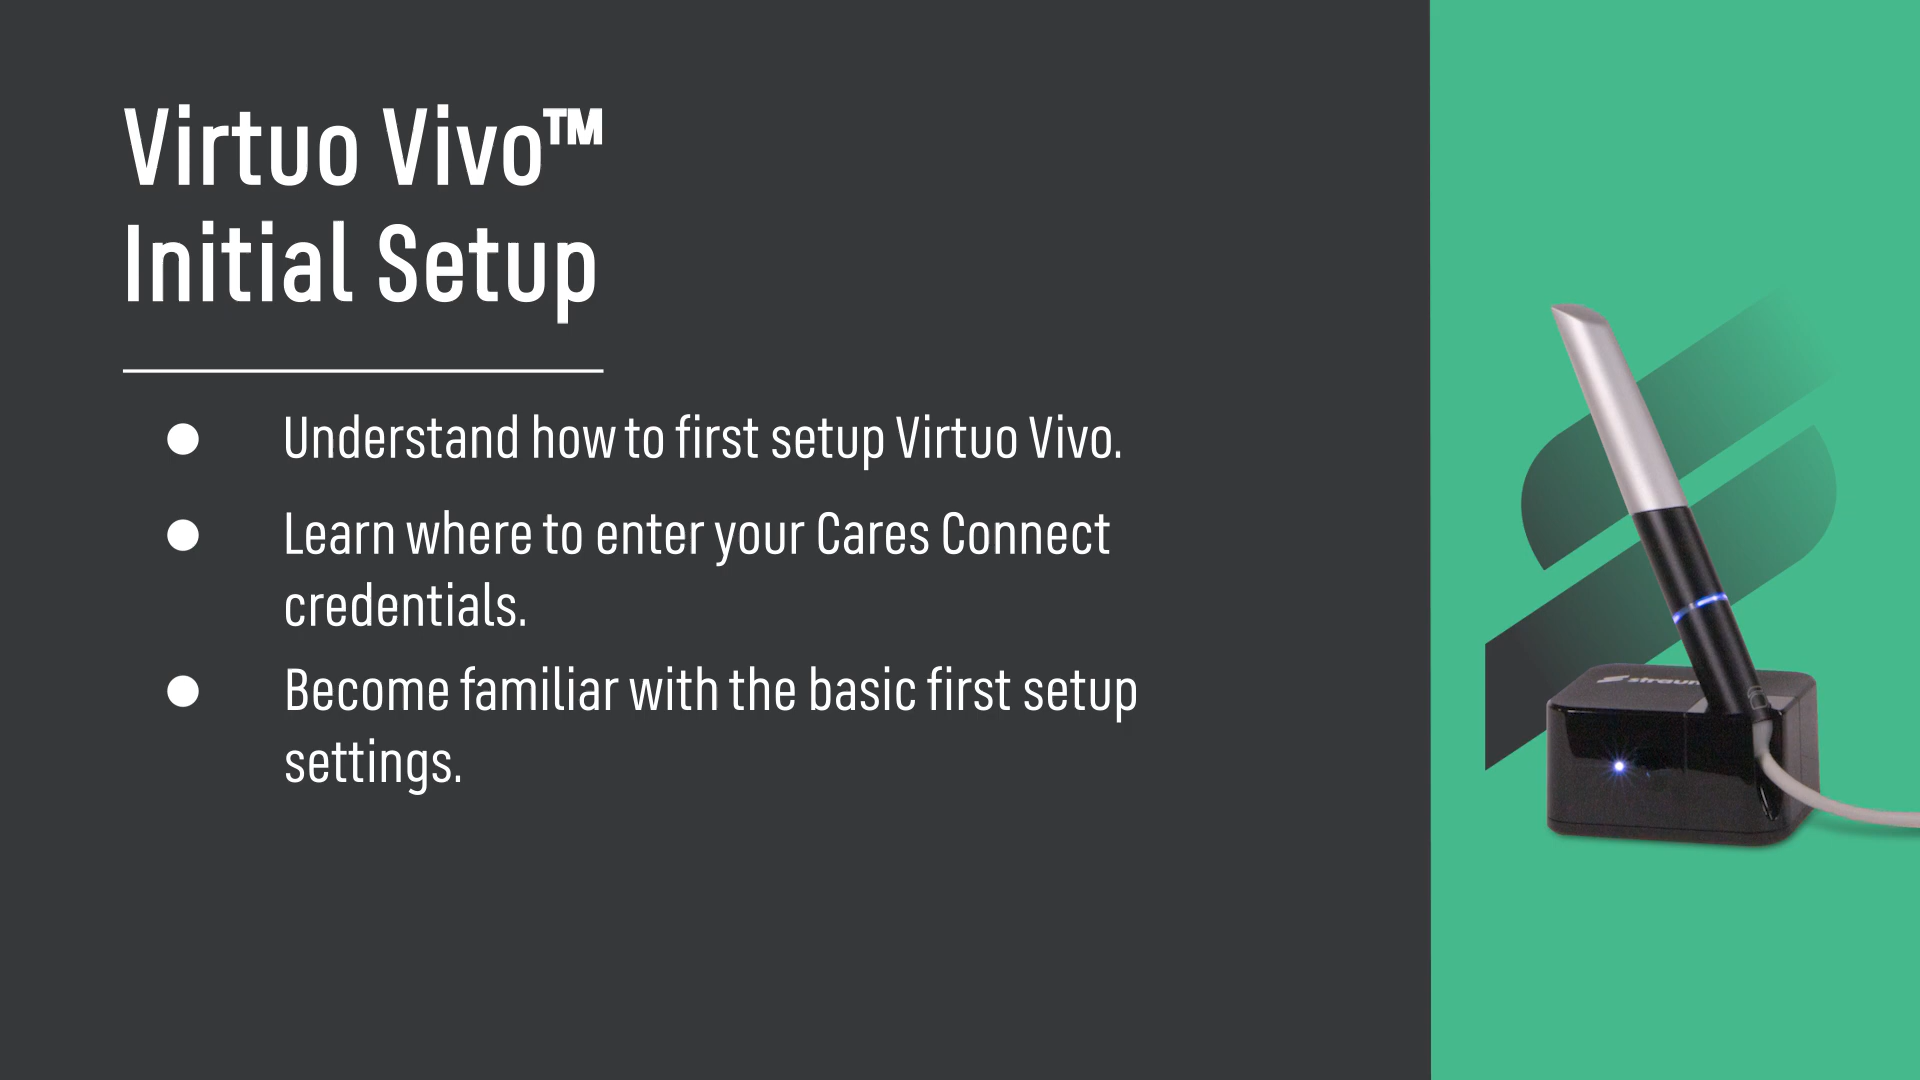 Virtuo Vivo™
Initial Setup
● Understand how to first setup Virtuo Vivo.
● Learn where to enter your Cares Connect
credentials.
● Become familiar with the basic first setup
settings.